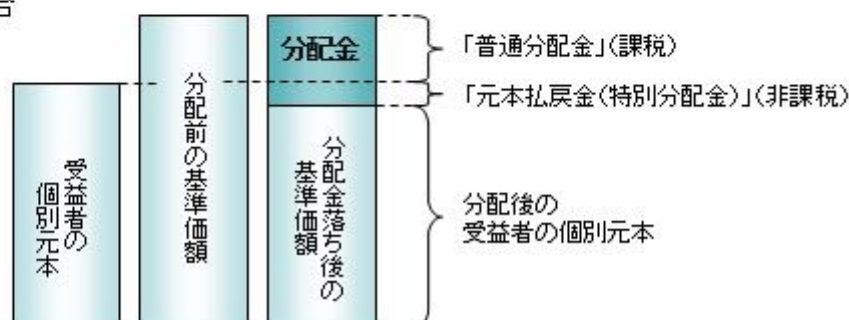 分配金
「普通分配金」(課税)
「元本払戻金(特別分配金)」(非課税)
受益者の
個別元本
分配前の基準価額
分配金落ち後の
基準価額
分配後の
受益者の個別元本